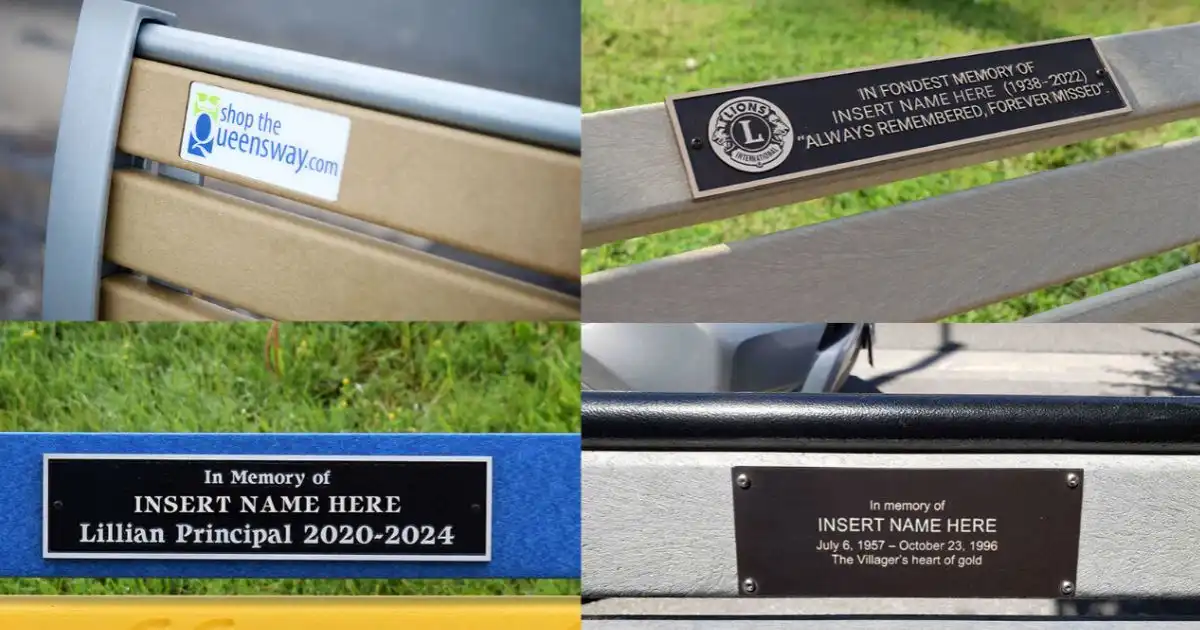 shop the
Queensway.com
IN FONDEST MEMORY OF
INSERT NAME HERE (1938-2022)
"ALWAYS REMEMBERED, FOREVER MISSED".
LIONS
L
INTERNATIONAL
In Memory of
INSERT NAME HERE
Lillian Principal 2020-2024
In memory of
INSERT NAME HERE
July 6, 1957 – October 23, 1996
The Villager's heart of gold